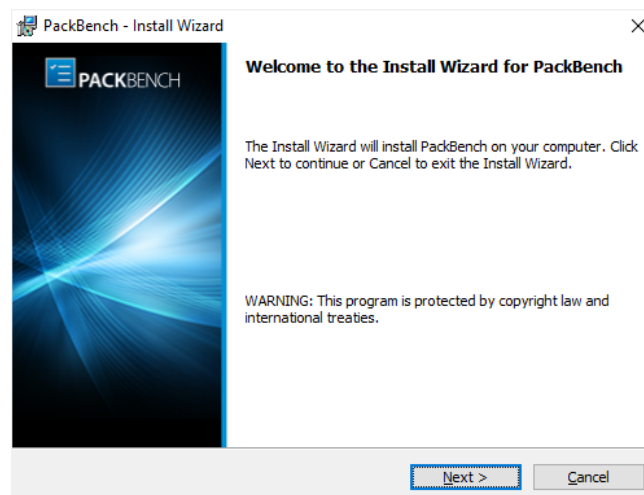 PackBench - Install Wizard
PACKBENCH
Welcome to the Install Wizard for PackBench
The Install Wizard will install PackBench on your computer. Click
Next to continue or Cancel to exit the Install Wizard.
WARNING: This program is protected by copyright law and
international treaties.
Next >
Cancel